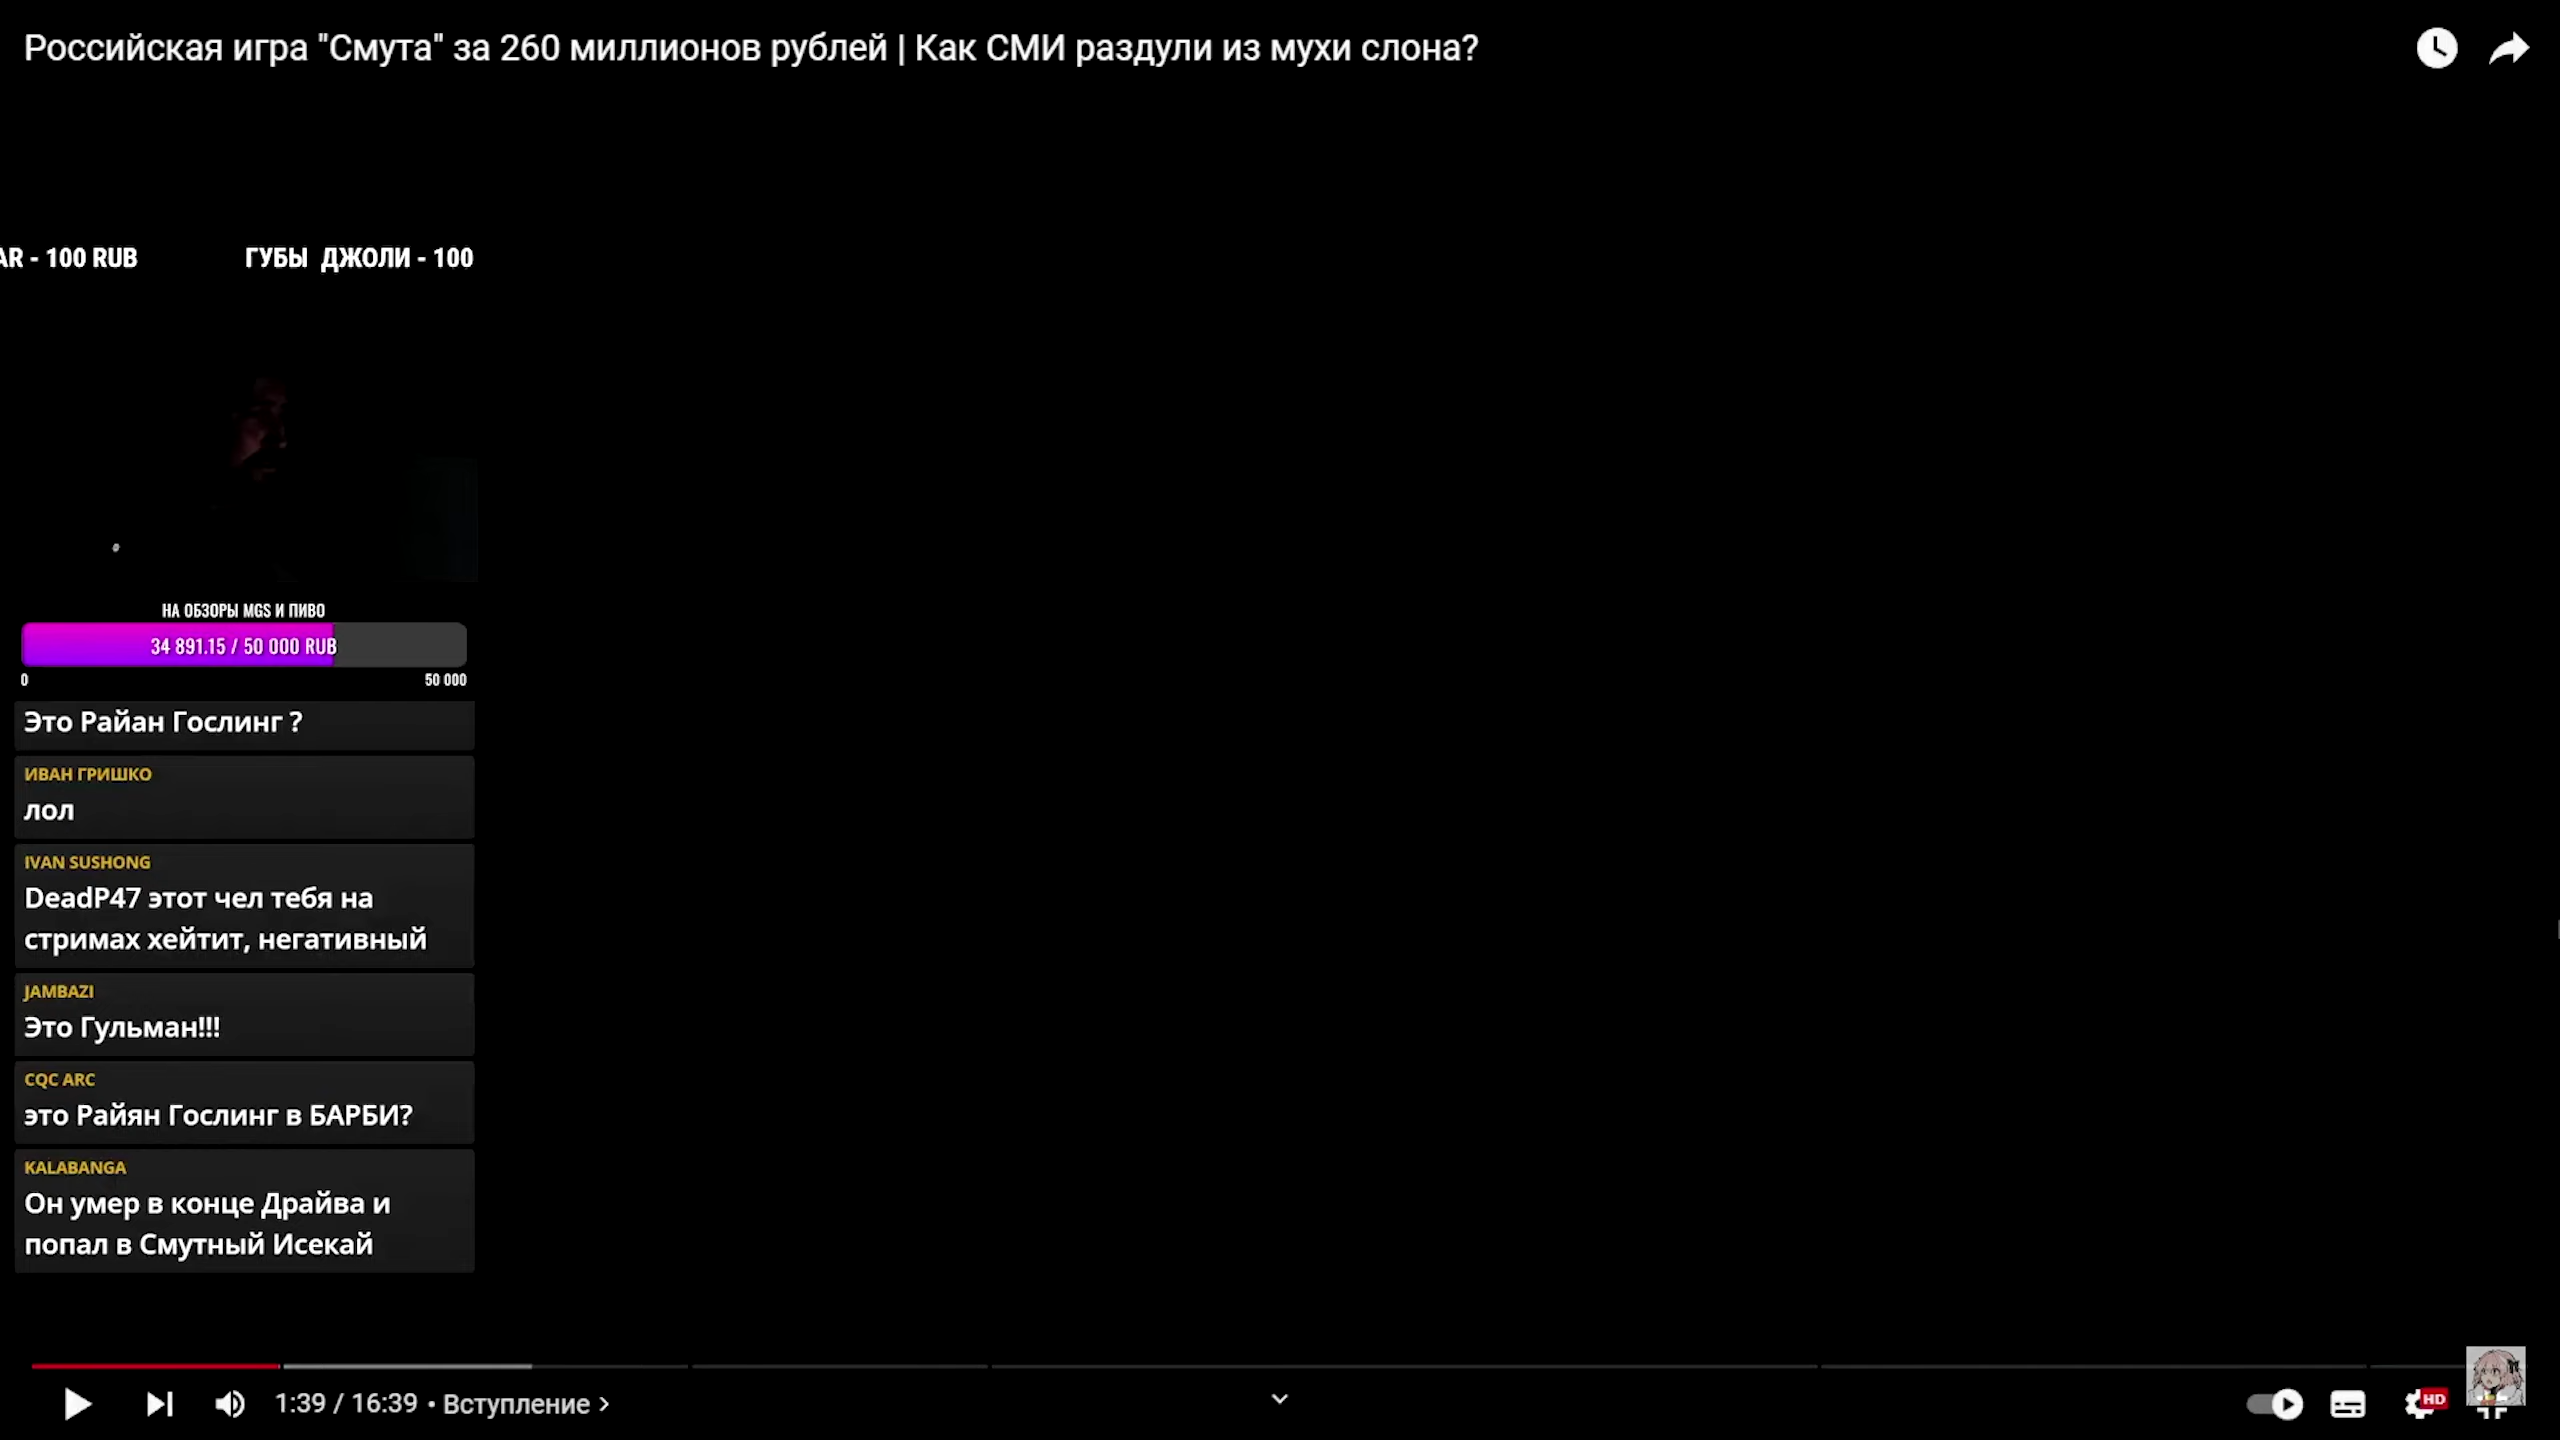 Российская игра "Смута" за 260 миллионов рублей | Как СМИ раздули из мухи слона?
AR - 100 RUB ГУБЫ ДЖОЛИ - 100
НА ОБЗОРЫ MGS И ПИВО
34 891.15 / 50 000 RUB
0 50 000
Это Райан Гослинг ?
ИВАН ГРИШКО
лол
IVAN SUSHONG
DeadP47 этот чел тебя на
стримах хейтит, негативный
JAMBAZI
Это Гульман!!!
CQC ARC
это Райян Гослинг в БАРБИ?
KALABANGA
Он умер в конце Драйва и
попал в Смутный Исекай
1:39 / 16:39 • Вступление >
HD